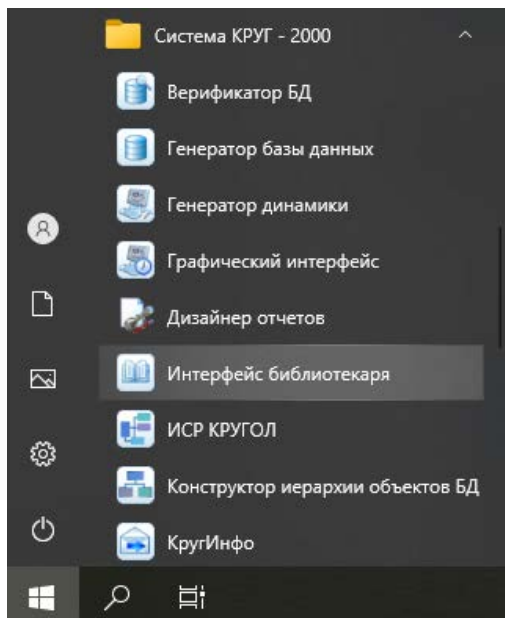 Система КРУГ - 2000
Верификатор БД
Генератор базы данных
Генератор динамики
Графический интерфейс
Дизайнер отчетов
Интерфейс библиотекаря
ИСР КРУГОЛ
Конструктор иерархии объектов БД
КругИнфо